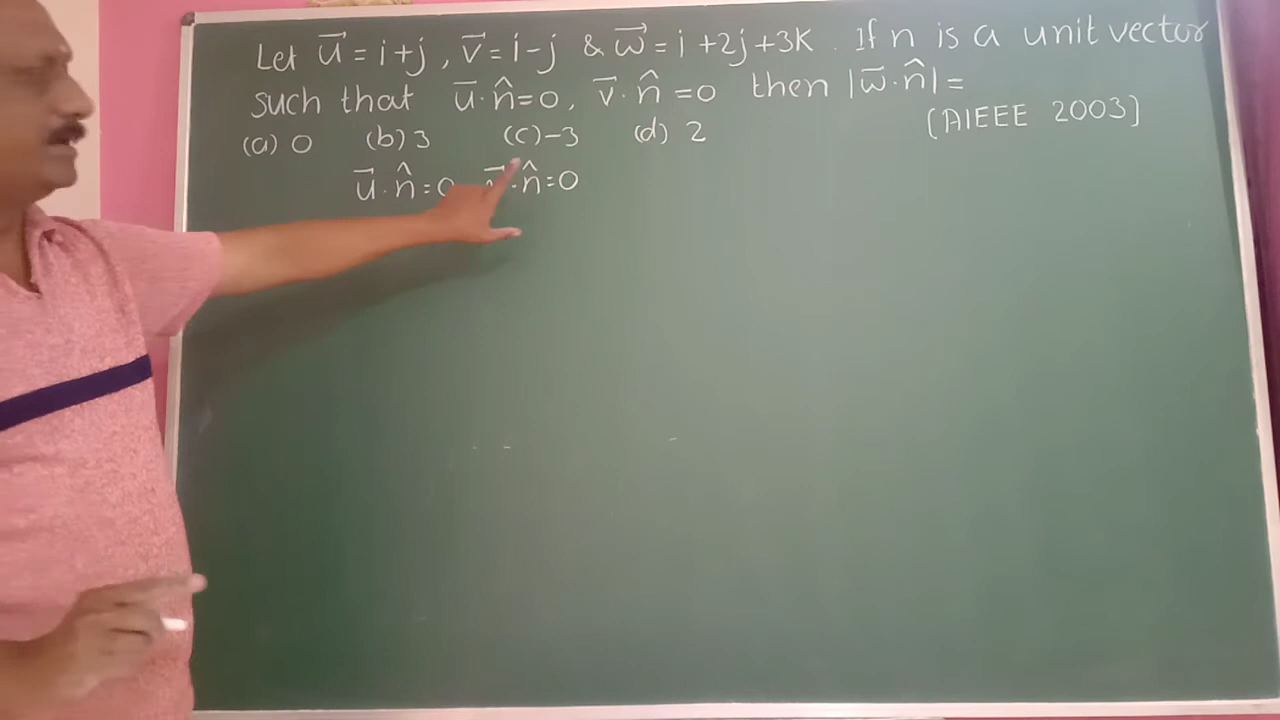 Let u⃗ = i+j , v⃗ = i-j & w⃗ = i +2j+3K . If n is a unit vector
such that u̅·n̂=0, v̅·n̂=0 then |w̅·n̂|=
(a) 0 (b) 3 (c) -3 (d) 2 [AIEEE 2003]
u⃗·n̂=0 ·n̂=0